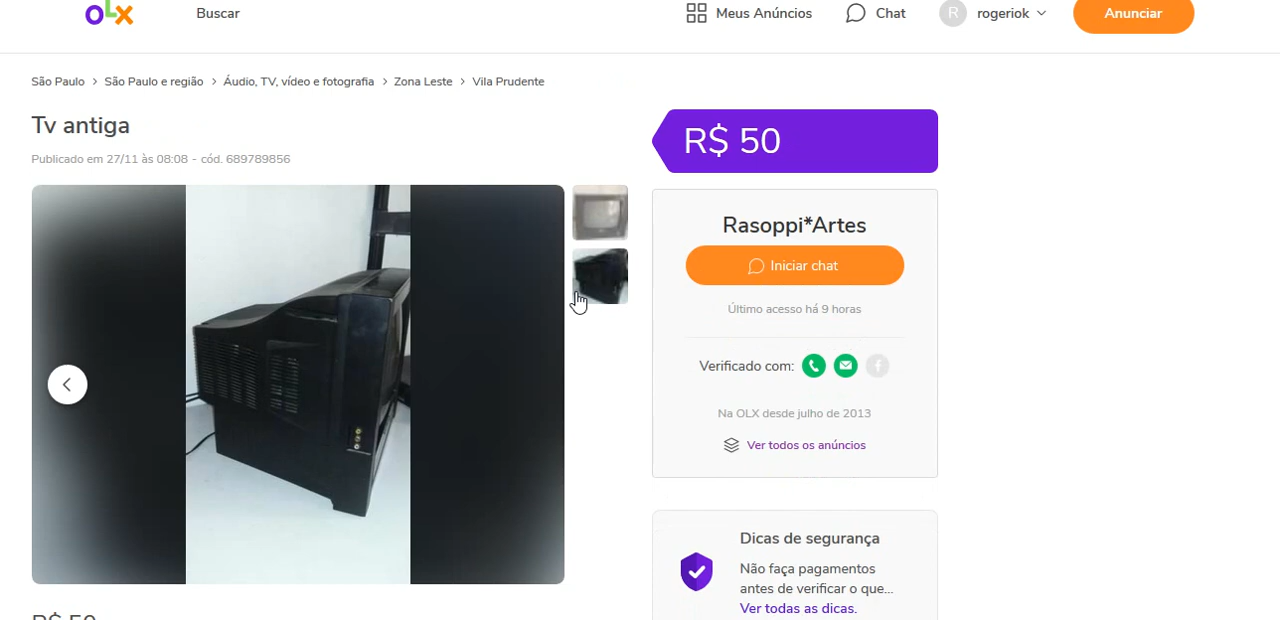 OLX
Buscar
Meus Anúncios
Chat
R
rogeriok
Anunciar
São Paulo > São Paulo e região > Áudio, TV, vídeo e fotografia > Zona Leste > Vila Prudente
Tv antiga
Publicado em 27/11 às 08:08 - cód. 689789856
R$ 50
Rasoppi*Artes
Iniciar chat
Último acesso há 9 horas
Verificado com:
Na OLX desde julho de 2013
Ver todos os anúncios
Dicas de segurança
Não faça pagamentos
antes de verificar o que...
Ver todas as dicas.
R$ 50